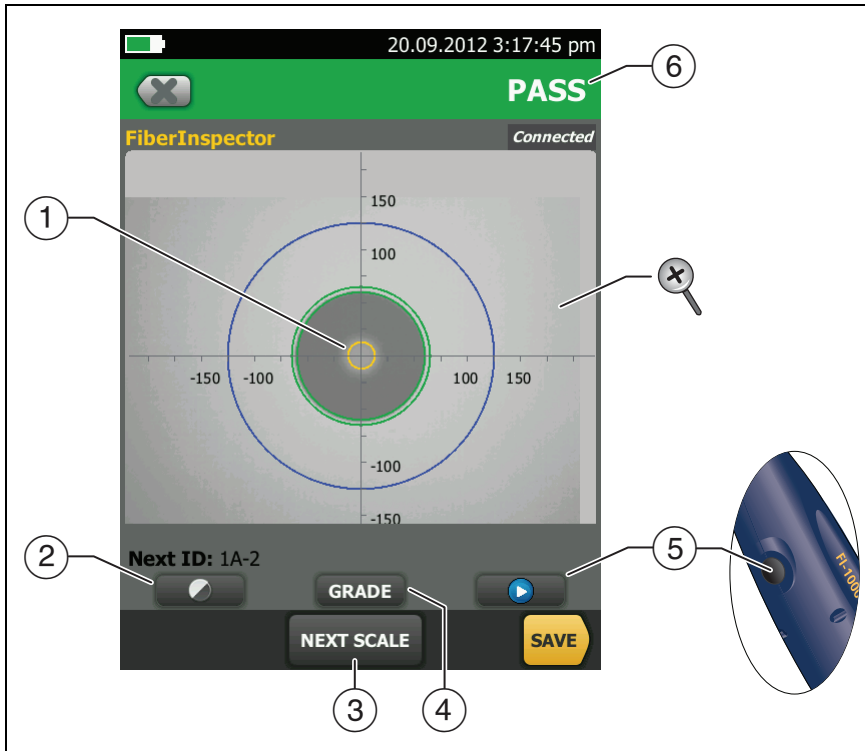 20.09.2012 3:17:45 pm
6
PASS
FiberInspector
Connected
1
150
100
-150
-100
100
150
-100
-150
2
Next ID: 1A-2
5
GRADE
FI-1000
NEXT SCALE
SAVE
3
4